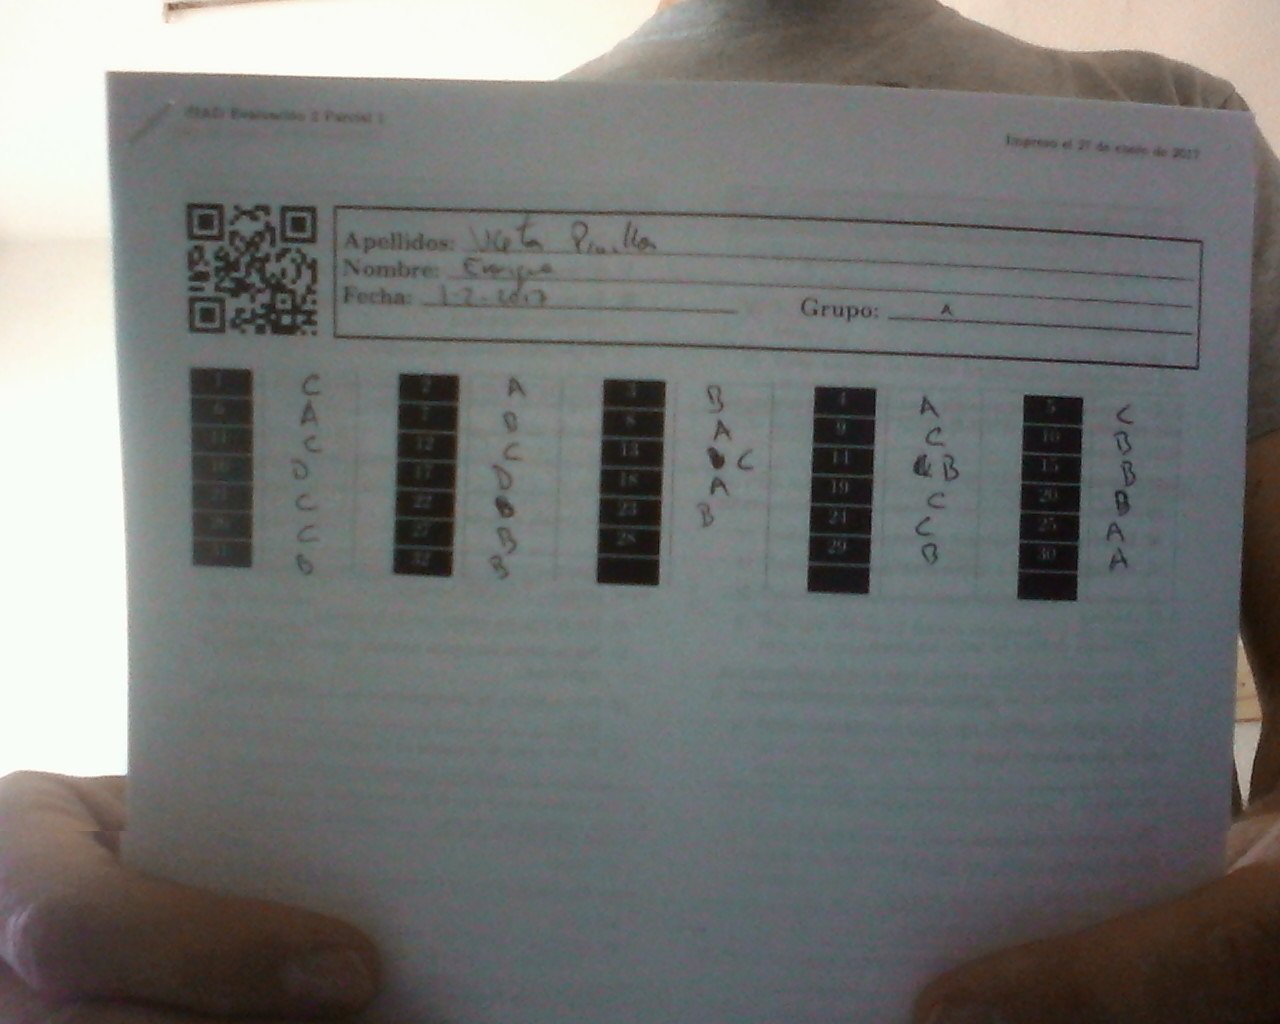 Evaluación 2 Parcial 1
Impreso el 27 de enero de 2017
Apellidos:
Nombre: Enrique
Fecha: 1-2-2017 Grupo: A
1 C 2 A 3 B 4 A 5 C
6 A 7 B 8 A 9 C 10 B
11 C 12 C 13 C 14 B 15 B
16 D 17 D 18 A 19 C 20 B
21 C 22 23 B 24 C 25 A
26 C 27 B 28 29 B 30 A
31 B 32 B